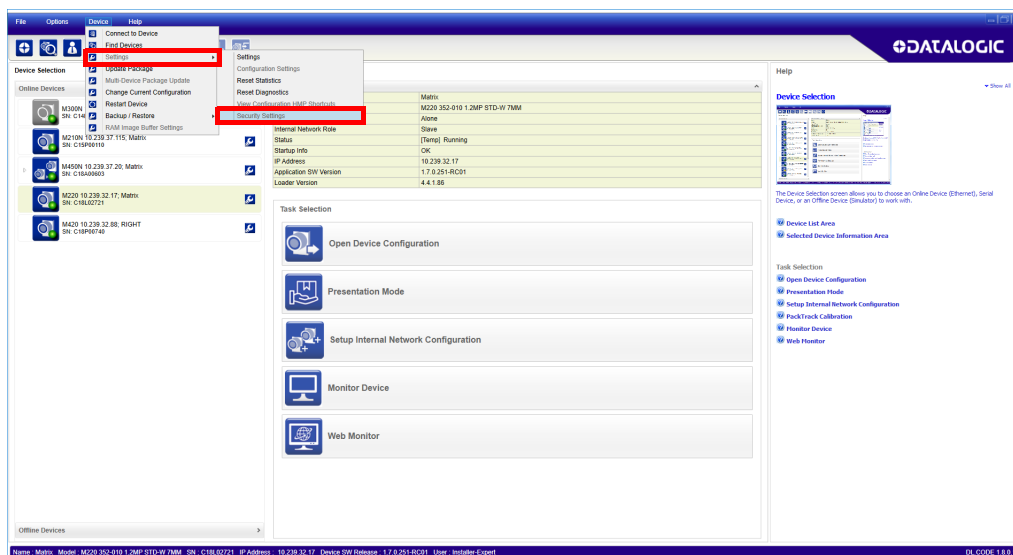 File Options Device Help
Connect to Device
Find Devices
Settings
Update Package
Multi-Device Package Update
Change Current Configuration
Restart Device
Backup / Restore
RAM Image Buffer Settings
Settings
Configuration Settings
Reset Statistics
Reset Diagnostics
View Configuration HMP Shortcuts
Security Settings
DATALOGIC
Device Selection
Online Devices
M300N
SN: C14
M210N 10.239.37.115; Matrix
SN: C15P00110
M450N 10.239.37.20; Matrix
SN: C18A00603
M220 10.239.32.17; Matrix
SN: C18L02721
M420 10.239.32.88; RIGHT
SN: C18P00740
Offline Devices
Matrix
M220 352-010 1.2MP STD-W 7MM
Alone
Internal Network Role Slave
Status [Temp] Running
Startup Info OK
IP Address 10.239.32.17
Application SW Version 1.7.0.251-RC01
Loader Version 4.4.1.86
Task Selection
Open Device Configuration
Presentation Mode
Setup Internal Network Configuration
Monitor Device
Web Monitor
Help
Show All
Device Selection
The Device Selection screen allows you to choose an Online Device (Ethernet), Serial
Device, or an Offline Device (Simulator) to work with.
Device List Area
Selected Device Information Area
Task Selection
Open Device Configuration
Presentation Mode
Setup Internal Network Configuration
PackTrack Calibration
Monitor Device
Web Monitor
Name : Matrix Model : M220 352-010 1.2MP STD-W 7MM SN : C18L02721 IP Address : 10.239.32.17 Device SW Release : 1.7.0.251-RC01 User : Installer-Expert DL.CODE 1.8.0